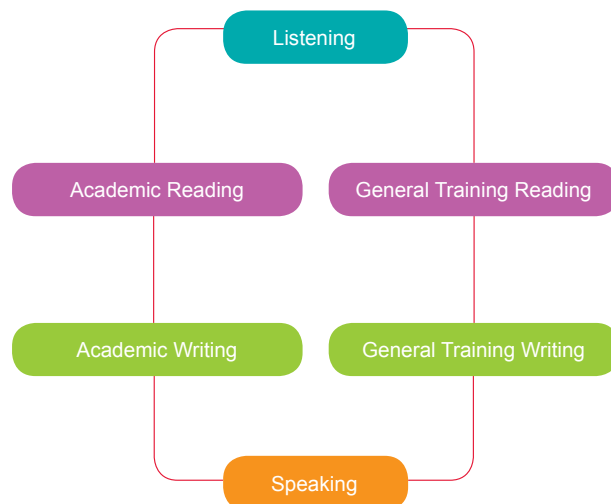 Listening
Academic Reading
General Training Reading
Academic Writing
General Training Writing
Speaking